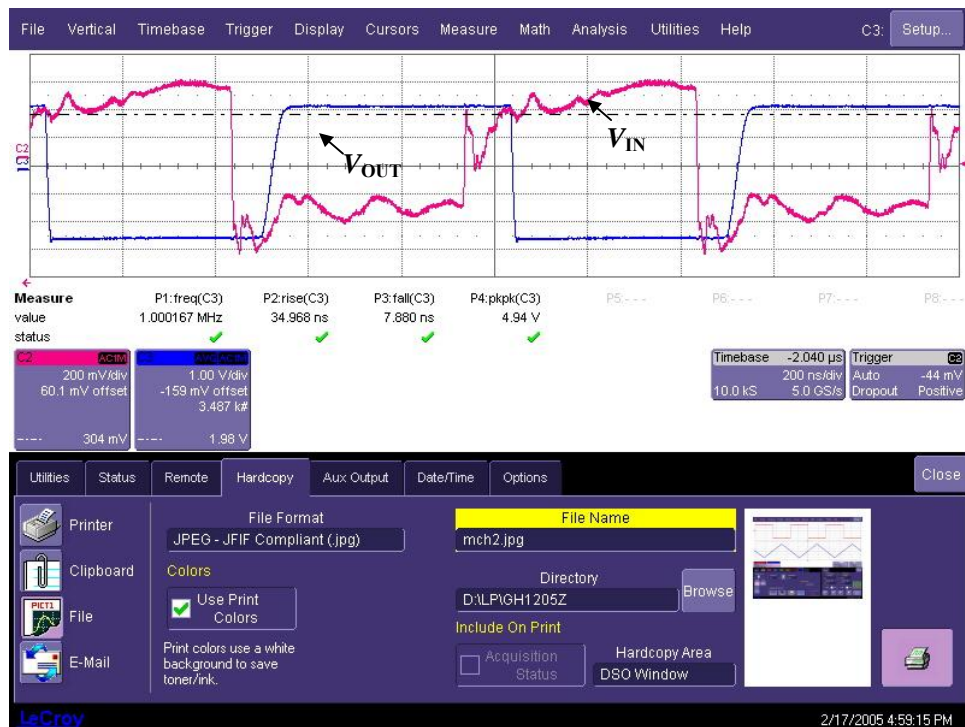 File Vertical Timebase Trigger Display Cursors Measure Math Analysis Utilities Help C3: Setup...
C2
V_IN
V_OUT
Measure P1:freq(C3) P2:rise(C3) P3:fall(C3) P4:pkpk(C3) P5:--- P6:--- P7:--- P8:---
value 1.000167 MHz 34.968 ns 7.880 ns 4.94 V
status
C2 AC1M
200 mV/div 1.00 V/div
60.1 mV offset -159 mV offset
3.487 k#
304 mV 1.98 V
Timebase -2.040 µs Trigger C2
200 ns/div Auto -44 mV
10.0 kS 5.0 GS/s Dropout Positive
Utilities Status Remote Hardcopy Aux Output Date/Time Options Close
Printer
Clipboard
PICT1
File
E-Mail
File Format
JPEG - JFIF Compliant (.jpg)
Colors
Use Print
Colors
Print colors use a white
background to save
toner/ink.
File Name
mch2.jpg
Directory
D:\LP\GH1205Z
Browse
Include On Print
Acquisition
Status
Hardcopy Area
DSO Window
LeCroy 2/17/2005 4:59:15 PM